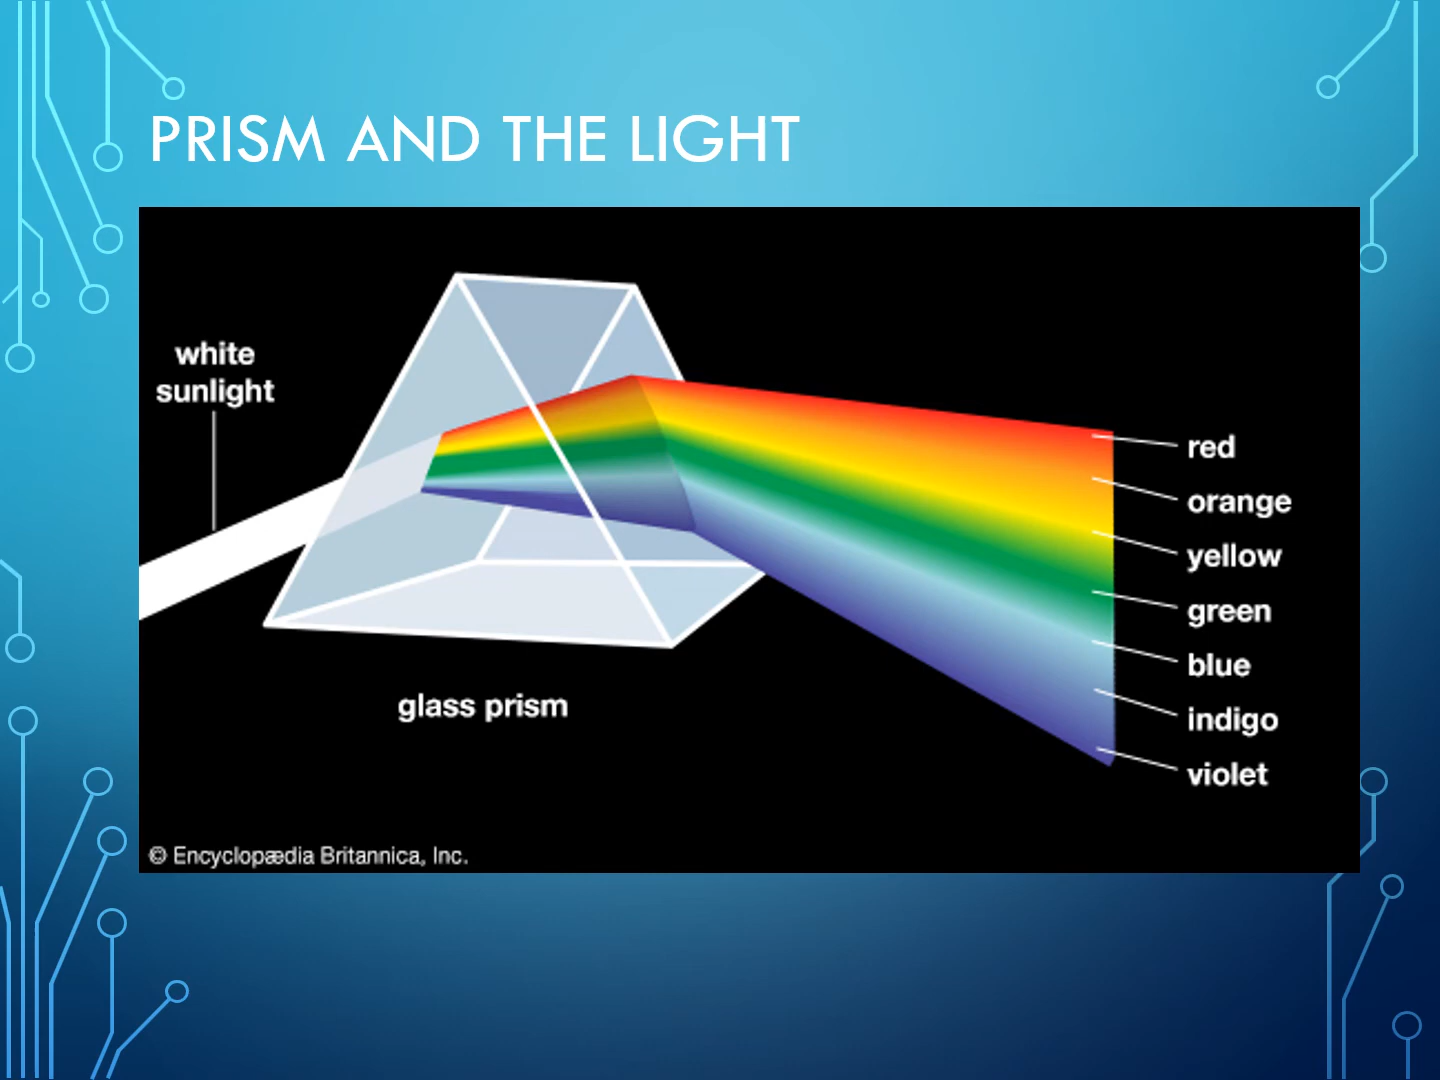 PRISM AND THE LIGHT
white
sunlight
red
orange
yellow
green
blue
indigo
violet
glass prism
© Encyclopædia Britannica, Inc.